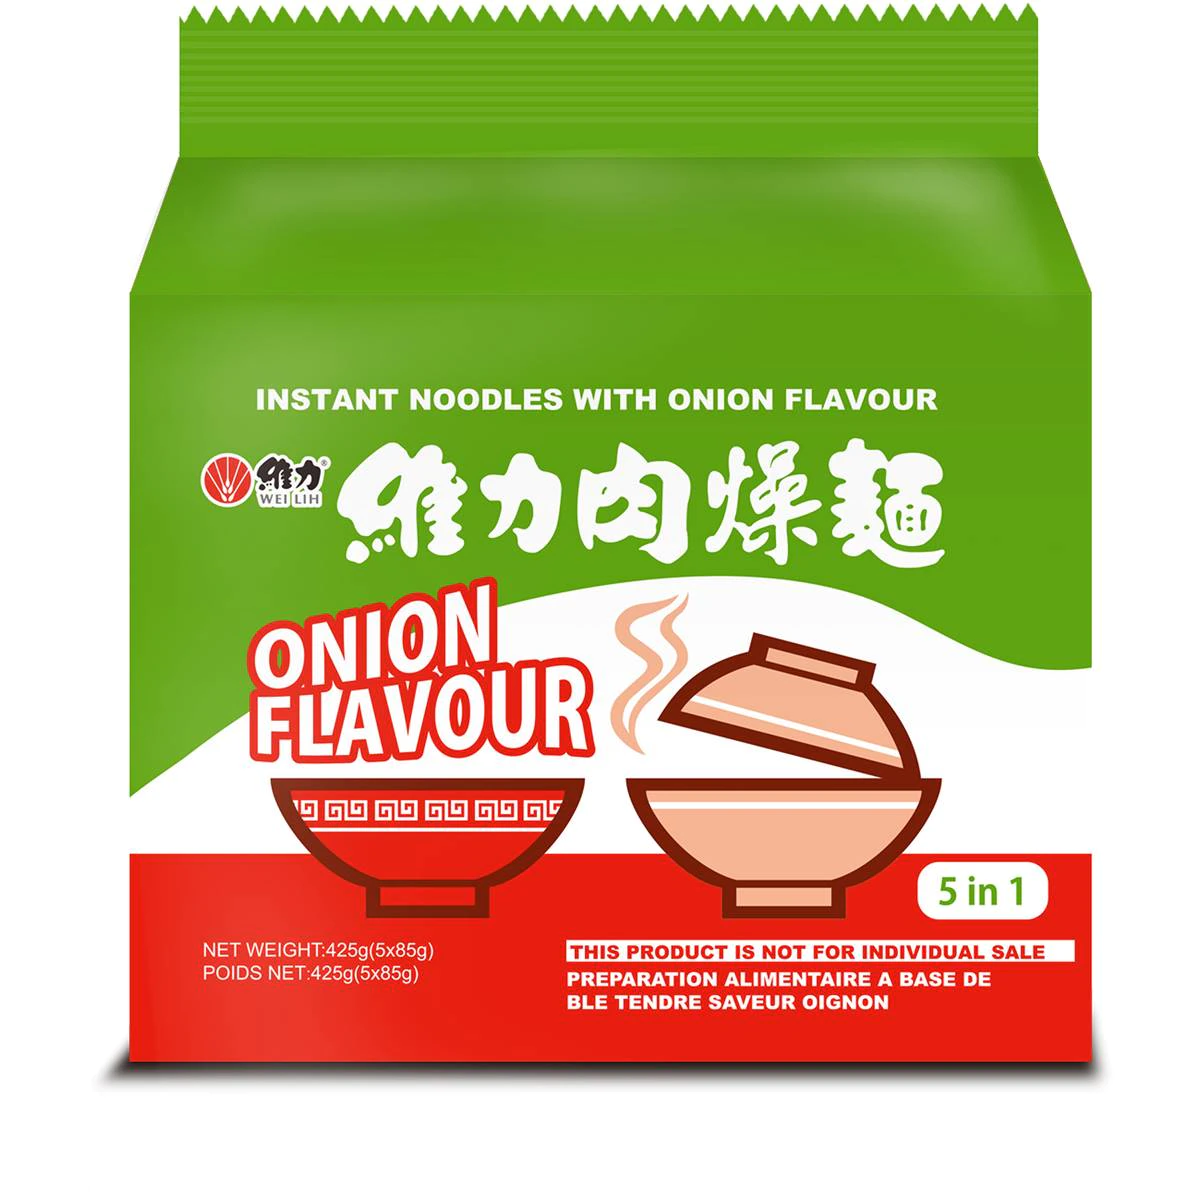 INSTANT NOODLES WITH ONION FLAVOUR
維力®
WEI LIH
維力肉燥麵
ONION
FLAVOUR
5 in 1
NET WEIGHT:425g(5x85g)
POIDS NET:425g(5x85g)
THIS PRODUCT IS NOT FOR INDIVIDUAL SALE
PREPARATION ALIMENTAIRE A BASE DE
BLE TENDRE SAVEUR OIGNON